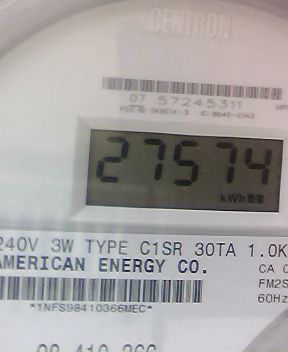 CENTRON®
07 57245311
27574
kWh
240V 3W TYPE C1SR 30TA 1.0K
AMERICAN ENERGY CO.
CA
FM2S
60Hz
*1NFS98410366MEC*